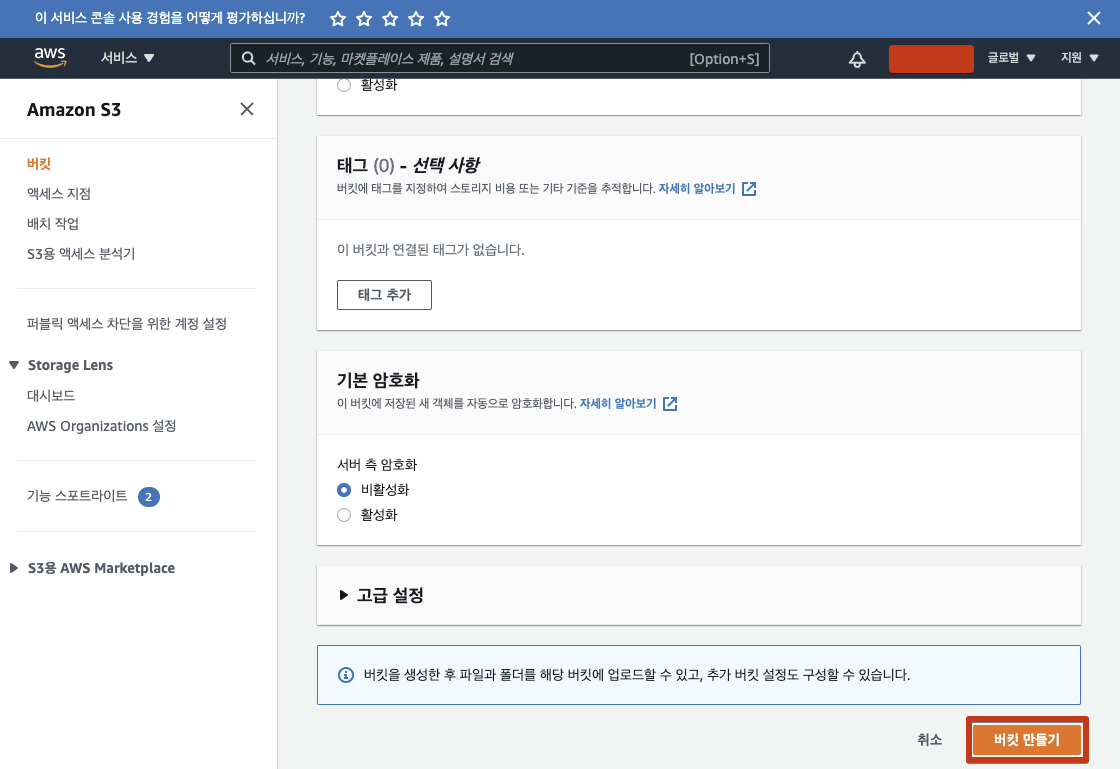 이 서비스 콘솔 사용 경험을 어떻게 평가하십니까?
aws
서비스
서비스, 기능, 마켓플레이스 제품, 설명서 검색
[Option+S]
글로벌
지원
Amazon S3
버킷
액세스 지점
배치 작업
S3용 액세스 분석기
퍼블릭 액세스 차단을 위한 계정 설정
Storage Lens
대시보드
AWS Organizations 설정
기능 스포트라이트 2
S3용 AWS Marketplace
활성화
태그 (0) - 선택 사항
버킷에 태그를 지정하여 스토리지 비용 또는 기타 기준을 추적합니다. 자세히 알아보기
이 버킷과 연결된 태그가 없습니다.
태그 추가
기본 암호화
이 버킷에 저장된 새 객체를 자동으로 암호화합니다. 자세히 알아보기
서버 측 암호화
비활성화
활성화
고급 설정
버킷을 생성한 후 파일과 폴더를 해당 버킷에 업로드할 수 있고, 추가 버킷 설정도 구성할 수 있습니다.
취소
버킷 만들기